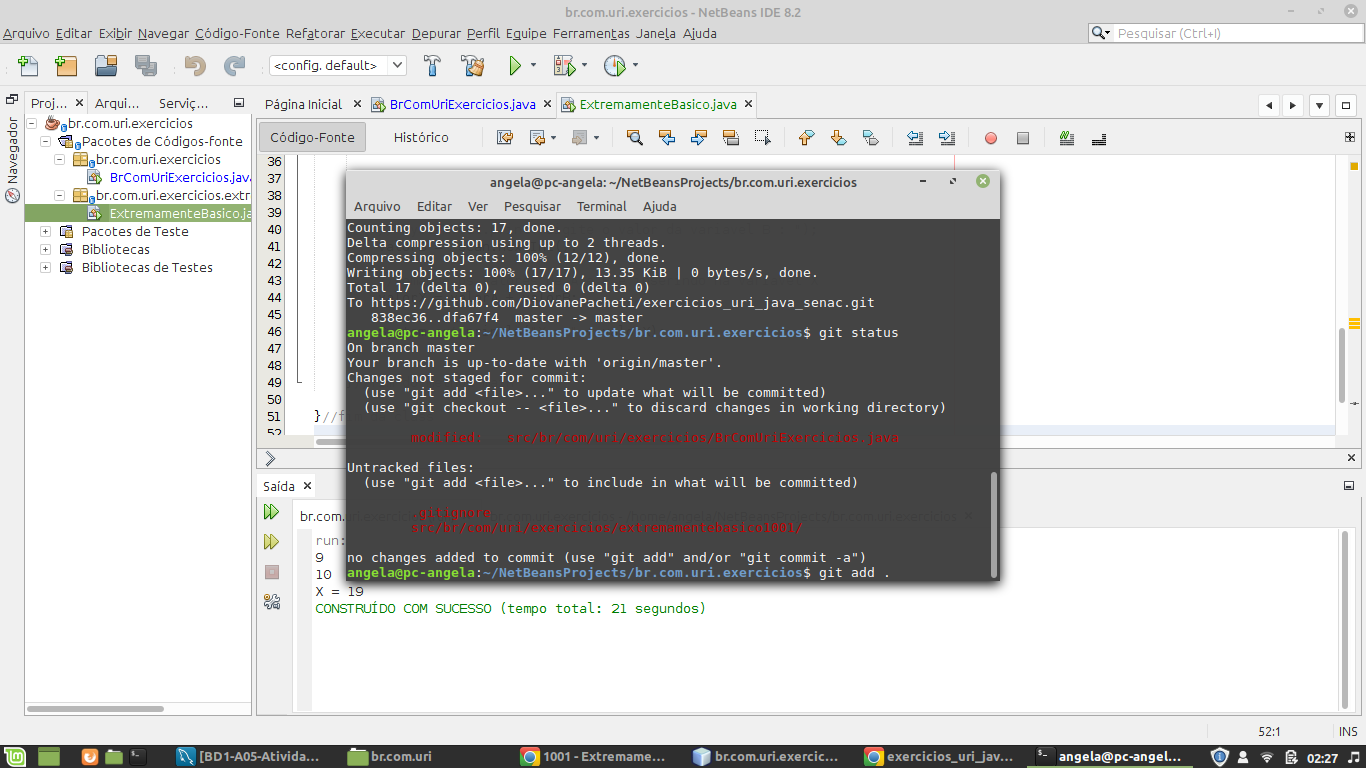 br.com.uri.exercicios - NetBeans IDE 8.2
Arquivo Editar Exibir Navegar Código-Fonte Refatorar Executar Depurar Perfil Equipe Ferramentas Janela Ajuda
Pesquisar (Ctrl+I)
<config. default>
Proj... Arqui... Serviç...
Página Inicial BrComUriExercicios.java ExtremamenteBasico.java
Navegador
br.com.uri.exercicios
Pacotes de Códigos-fonte
br.com.uri.exercicios
BrComUriExercicios.java
br.com.uri.exercicios.extr
ExtremamenteBasico.ja
Pacotes de Teste
Bibliotecas
Bibliotecas de Testes
Código-Fonte Histórico
36
37
38
39
40
41
42
43
44
45
46
47
48
49
50
51 }//f
52
angela@pc-angela: ~/NetBeansProjects/br.com.uri.exercicios
Arquivo Editar Ver Pesquisar Terminal Ajuda
Counting objects: 17, done.
Delta compression using up to 2 threads.
Compressing objects: 100% (12/12), done.
Writing objects: 100% (17/17), 13.35 KiB | 0 bytes/s, done.
Total 17 (delta 0), reused 0 (delta 0)
To https://github.com/DiovanePacheti/exercicios_uri_java_senac.git
838ec36..dfa67f4 master -> master
angela@pc-angela:~/NetBeansProjects/br.com.uri.exercicios$ git status
On branch master
Your branch is up-to-date with 'origin/master'.
Changes not staged for commit:
(use "git add <file>..." to update what will be committed)
(use "git checkout -- <file>..." to discard changes in working directory)
modified: src/br/com/uri/exercicios/BrComUriExercicios.java
Untracked files:
(use "git add <file>..." to include in what will be committed)
.gitignore
src/br/com/uri/exercicios/extremamentebasico1001/
no changes added to commit (use "git add" and/or "git commit -a")
angela@pc-angela:~/NetBeansProjects/br.com.uri.exercicios$ git add .
Saída
br.com.
run:
9
10
X = 19
CONSTRUÍDO COM SUCESSO (tempo total: 21 segundos)
52:1 INS
[BD1-A05-Ativida... br.com.uri 1001 - Extremame... br.com.uri.exercic... exercicios_uri_jav... angela@pc-angel... 02:27